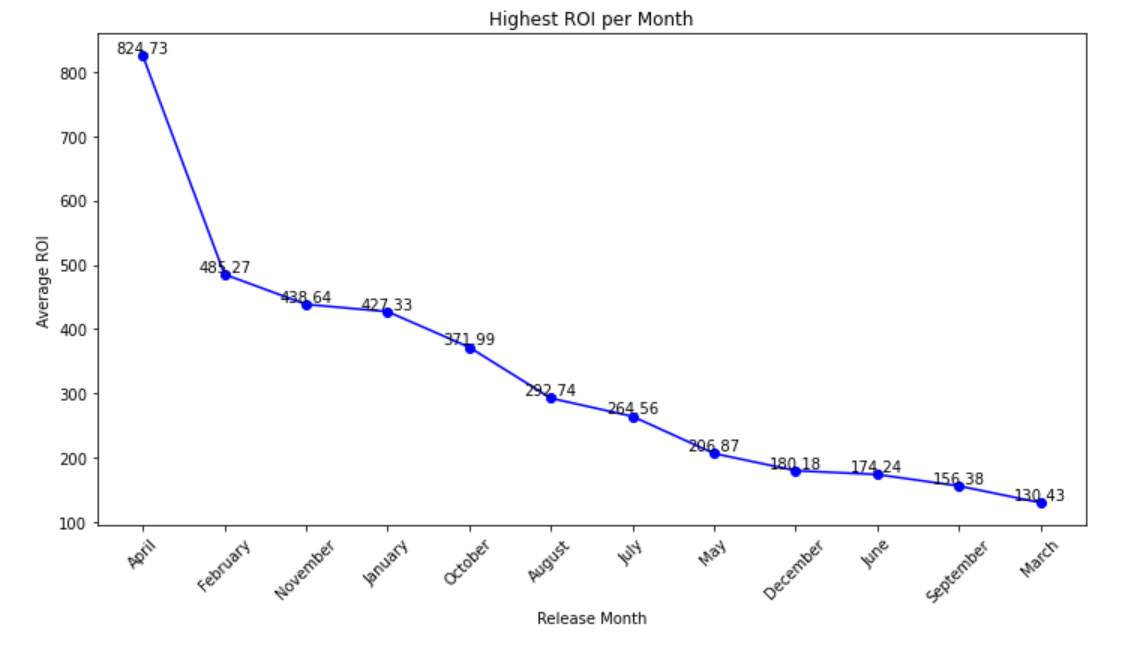 Highest ROI per Month
Average ROI
800
700
600
500
400
300
200
100
824.73
485.27
438.64
427.33
371.99
292.74
264.56
206.87
180.18
174.24
156.38
130.43
April
February
November
January
October
August
July
May
December
June
September
March
Release Month